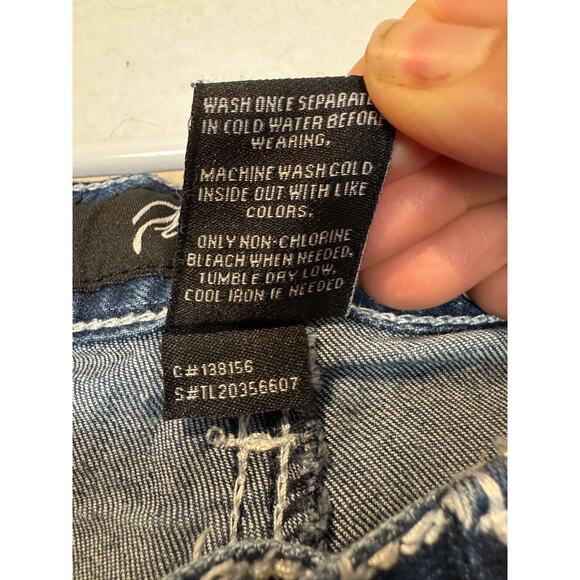 WASH ONCE SEPARATE
IN COLD WATER BEFORE
WEARING.
MACHINE WASH COLD
INSIDE OUT WITH LIKE
COLORS.
ONLY NON-CHLORINE
BLEACH WHEN NEEDED.
TUMBLE DRY LOW,
COOL IRON IF NEEDED
C#138156
S#TL20356607